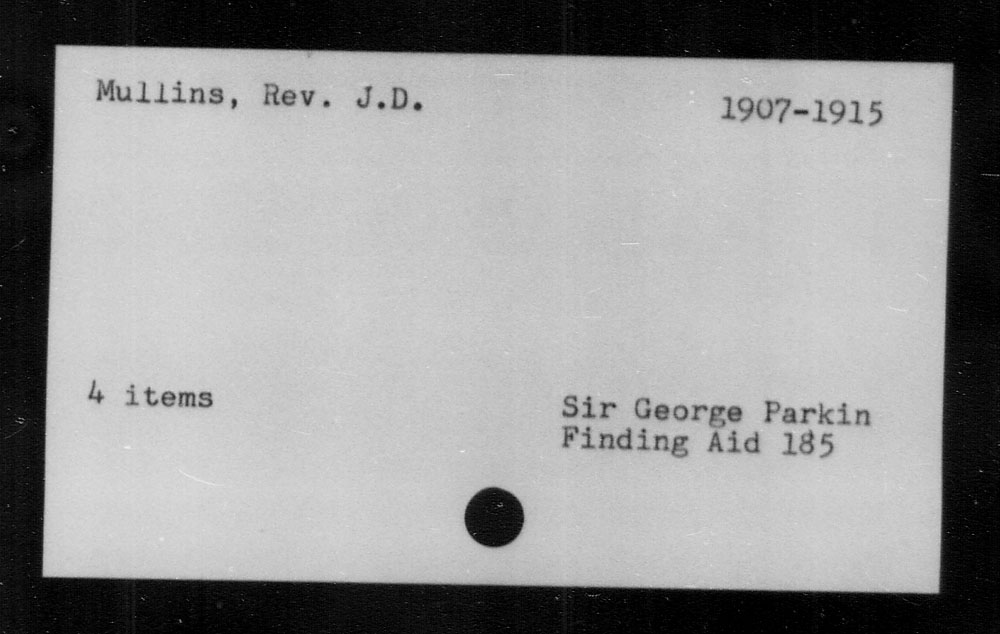 Mullins, Rev. J.D.
1907-1915
4 items
Sir George Parkin
Finding Aid 185